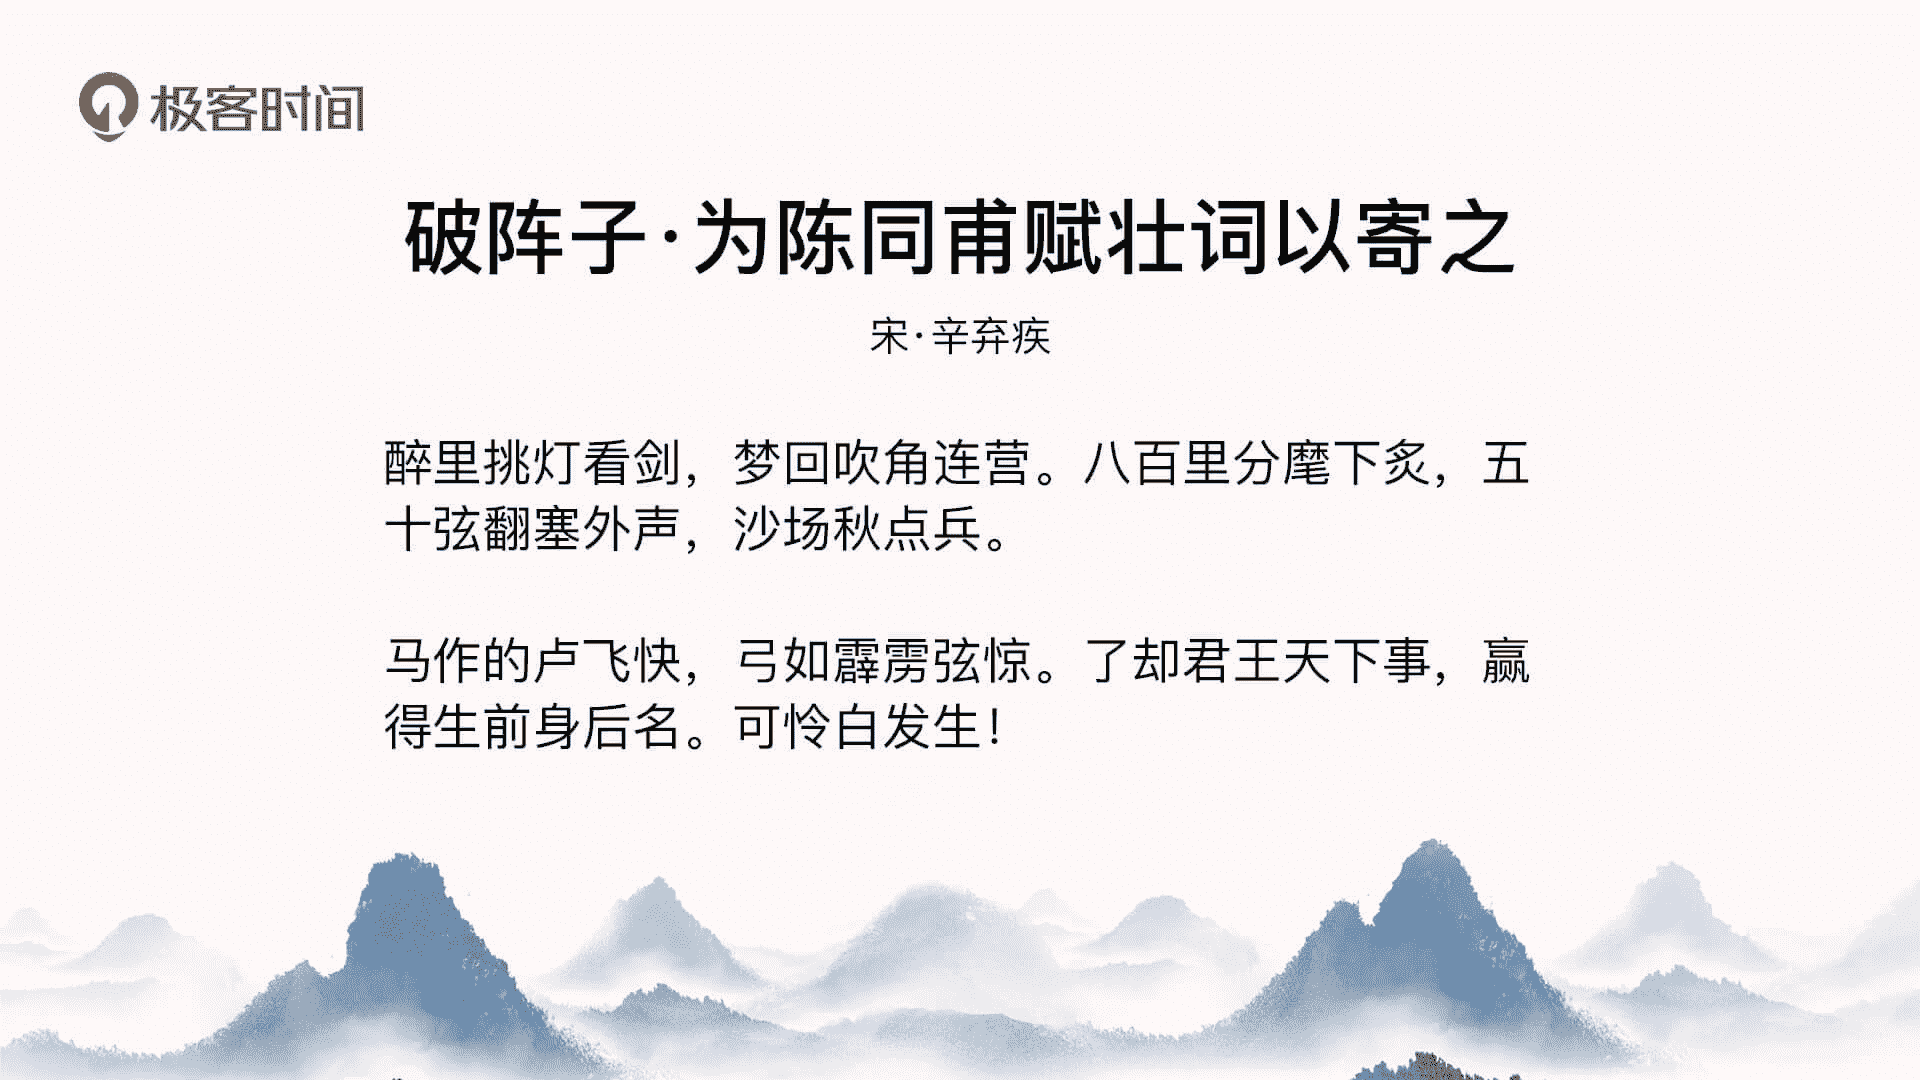 极客时间
破阵子·为陈同甫赋壮词以寄之
宋·辛弃疾
醉里挑灯看剑，梦回吹角连营。八百里分麾下炙，五
十弦翻塞外声，沙场秋点兵。
马作的卢飞快，弓如霹雳弦惊。了却君王天下事，赢
得生前身后名。可怜白发生！